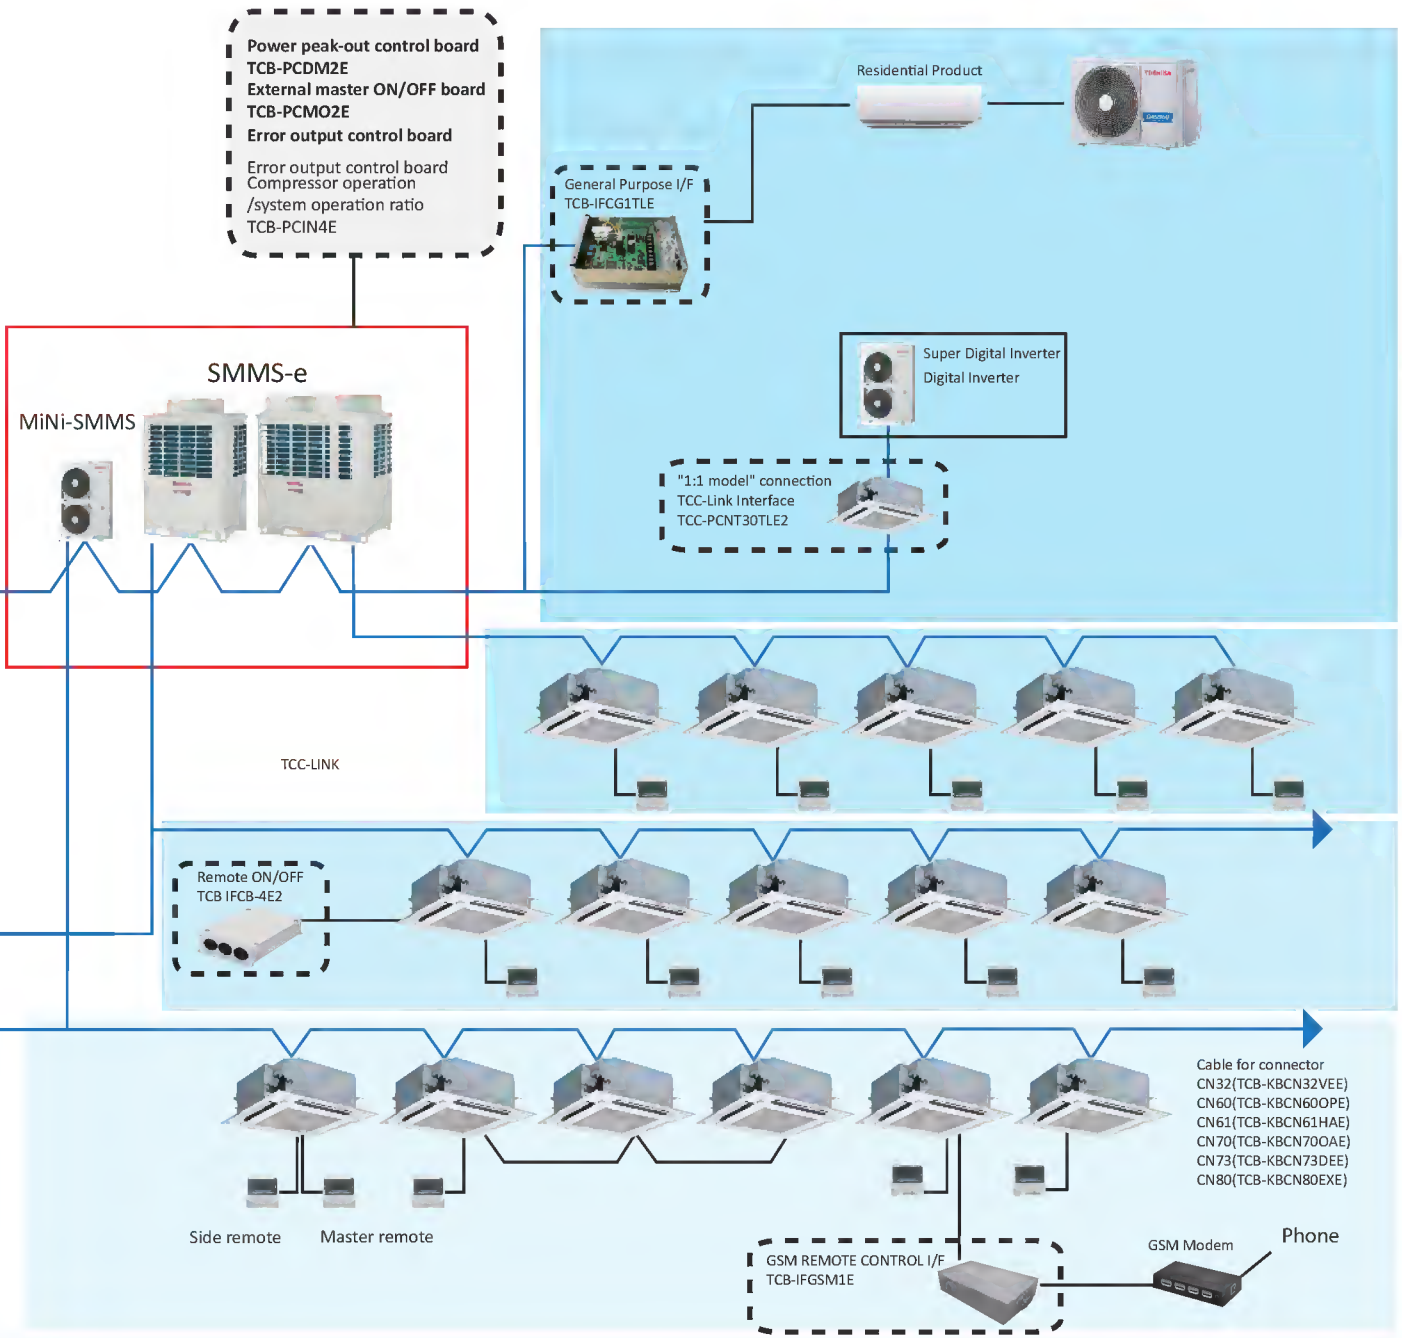 Power peak-out control board
TCB-PCDM2E
External master ON/OFF board
TCB-PCMO2E
Error output control board
Error output control board
Compressor operation
/system operation ratio
TCB-PCIN4E
Residential Product
TOSHIBA
General Purpose I/F
TCB-IFCG1TLE
SMMS-e
MiNi-SMMS
Super Digital Inverter
Digital Inverter
"1:1 model" connection
TCC-Link Interface
TCC-PCNT30TLE2
TCC-LINK
Remote ON/OFF
TCB IFCB-4E2
Cable for connector
CN32(TCB-KBCN32VEE)
CN60(TCB-KBCN60OPE)
CN61(TCB-KBCN61HAE)
CN70(TCB-KBCN70OAE)
CN73(TCB-KBCN73DEE)
CN80(TCB-KBCN80EXE)
Side remote
Master remote
GSM REMOTE CONTROL I/F
TCB-IFGSM1E
GSM Modem
Phone